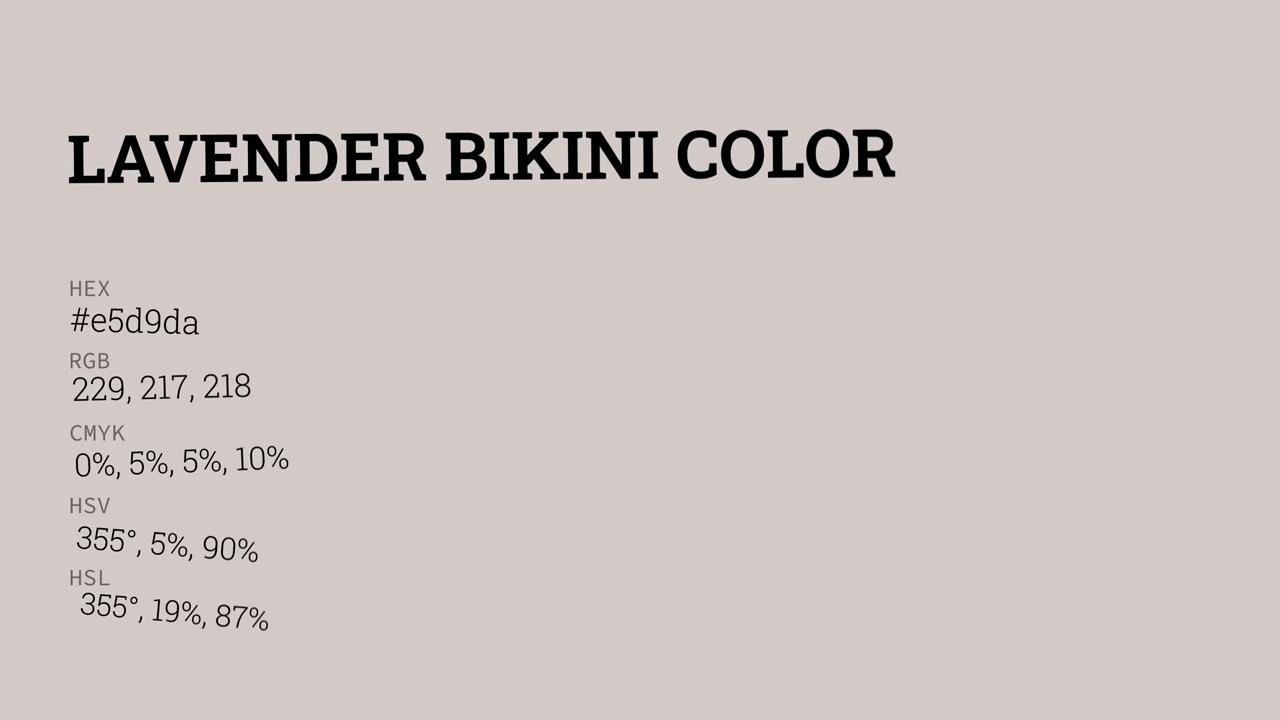 LAVENDER BIKINI COLOR
HEX
#e5d9da
RGB
229, 217, 218
CMYK
0%, 5%, 5%, 10%
HSV
355°, 5%, 90%
HSL
355°, 19%, 87%